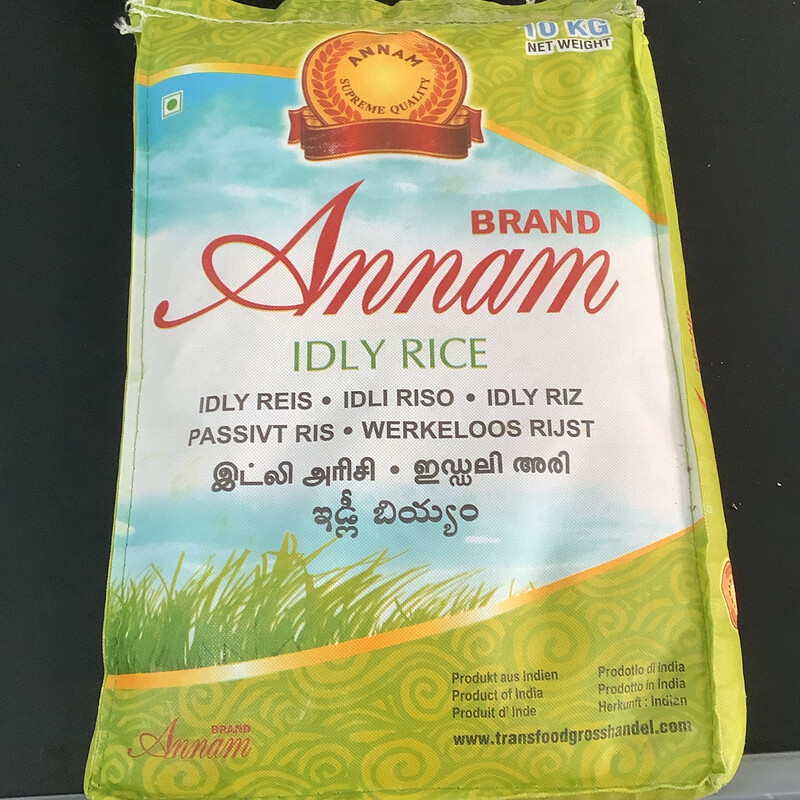 10 KG
NET WEIGHT
ANNAM
SUPREME QUALITY
BRAND
Annam
IDLY RICE
IDLY REIS • IDLI RISO • IDLY RIZ
PASSIVT RIS • WERKELOOS RIJST
இட்லி அரிசி • ഇഡ്ഡലി അരി
ఇడ్లీ బియ్యం
Produkt aus Indien
Product of India
Produit d' Inde
Prodotto di India
Prodotto in India
Herkunft : Indian
www.transfoodgrosshandel.com
BRAND
Annam